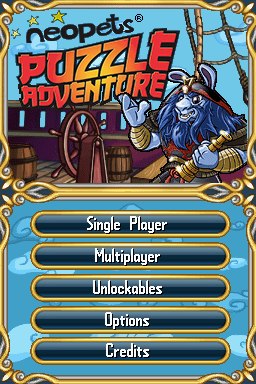 neopets®
PUZZLE
ADVENTURE
Single Player
Multiplayer
Unlockables
Options
Credits